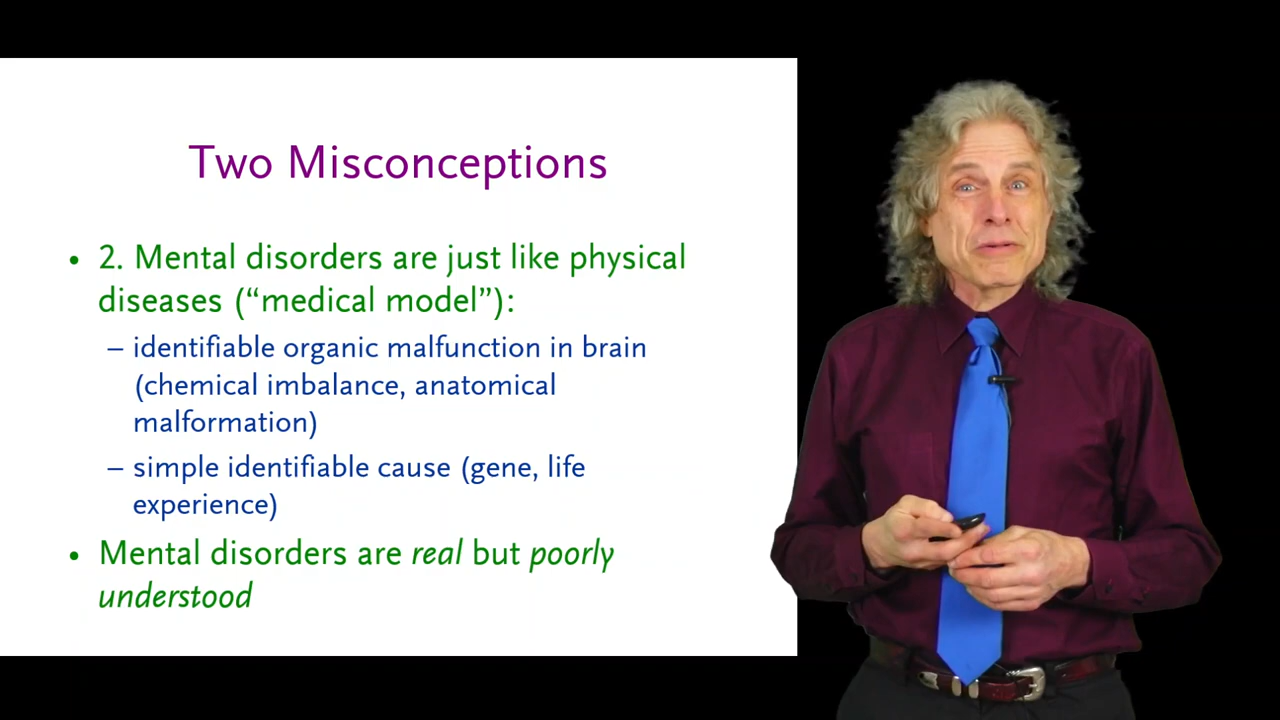 Two Misconceptions
• 2. Mental disorders are just like physical
diseases (“medical model”):
– identifiable organic malfunction in brain
(chemical imbalance, anatomical
malformation)
– simple identifiable cause (gene, life
experience)
• Mental disorders are real but poorly
understood